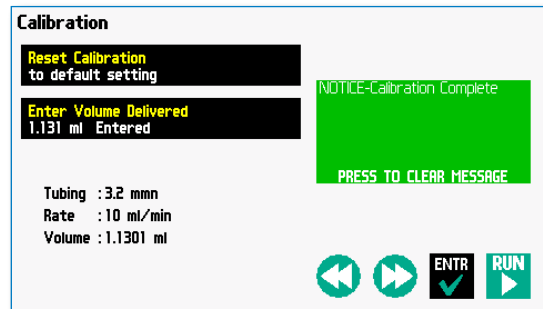 Calibration
Reset Calibration
to default setting
Enter Volume Delivered
1.131 ml Entered
NOTICE-Calibration Complete
PRESS TO CLEAR MESSAGE
Tubing : 3.2 mmn
Rate : 10 ml/min
Volume : 1.1301 ml
ENTR
RUN